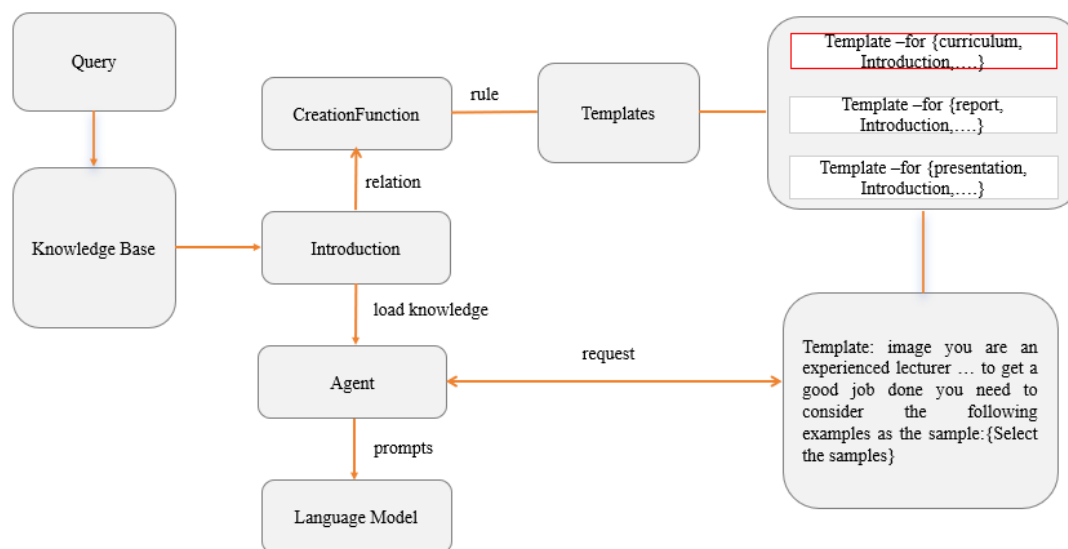 Query
Knowledge Base
CreationFunction
relation
Introduction
load knowledge
Agent
prompts
Language Model
rule
Templates
request
Template –for {curriculum,
Introduction,….}
Template –for {report,
Introduction,….}
Template –for {presentation,
Introduction,….}
Template: image you are an
experienced lecturer … to get a
good job done you need to
consider the following
examples as the sample:{Select
the samples}